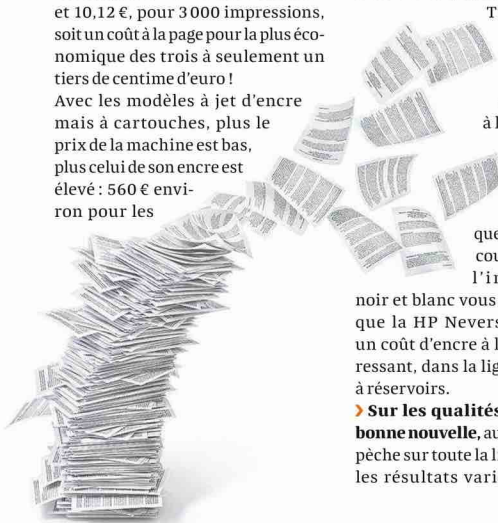 et 10,12 €, pour 3 000 impressions,
soit un coût à la page pour la plus éco-
nomique des trois à seulement un
tiers de centime d'euro !
Avec les modèles à jet d'encre
mais à cartouches, plus le
prix de la machine est bas,
plus celui de son encre est
élevé : 560 € envi-
ron pour les
T
à l
que
cou
l'in
noir et blanc vous
que la HP Nevers
un coût d'encre à l
ressant, dans la lig
à réservoirs.
› Sur les qualités
bonne nouvelle, au
pèche sur toute la li
les résultats vari